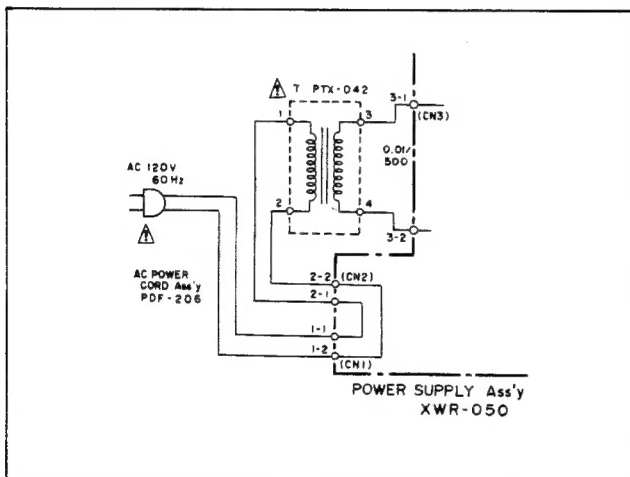 T PTX-042
1
3
3-1
(CN3)
0.01/
500
AC 120V
60Hz
2
4
3-2
AC POWER
CORD Ass'y
PDF-206
2-2 (CN2)
2-1
1-1
1-2
(CN1)
POWER SUPPLY Ass'y
XWR-050